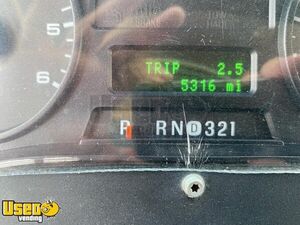 6
5
TRIP 2.5
5316 mi
P RND321
Used
vending